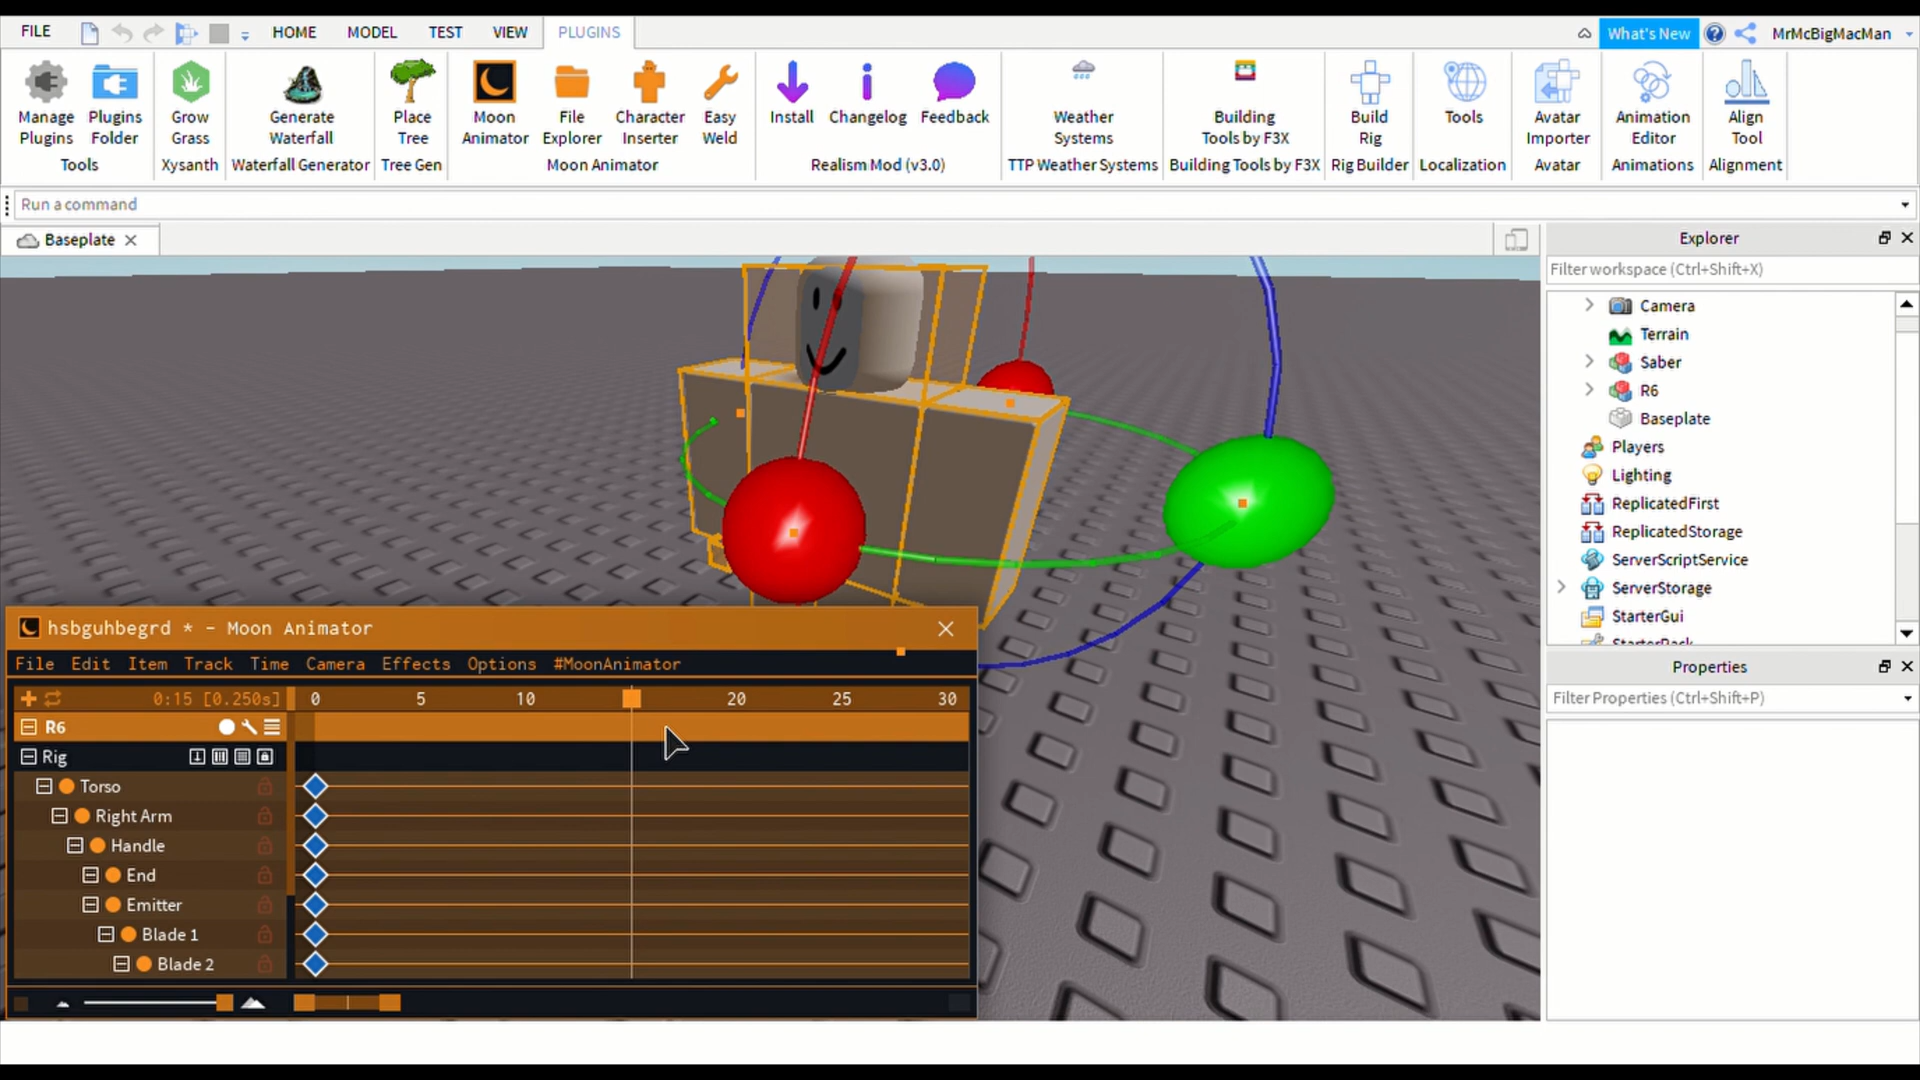 FILE HOME MODEL TEST VIEW PLUGINS What's New MrMcBigMacMan
Manage Plugins
Plugins Folder
Grow Grass
Generate Waterfall
Place Tree
Moon Animator
File Explorer
Character Inserter
Easy Weld
Install
Changelog
Feedback
Weather Systems
Building Tools by F3X
Build Rig
Tools
Avatar Importer
Animation Editor
Align Tool
Tools Xysanth Waterfall Generator Tree Gen Moon Animator Realism Mod (v3.0) TTP Weather Systems Building Tools by F3X Rig Builder Localization Avatar Animations Alignment
Run a command
Baseplate
Explorer
Filter workspace (Ctrl+Shift+X)
Camera
Terrain
Saber
R6
Baseplate
Players
Lighting
ReplicatedFirst
ReplicatedStorage
ServerScriptService
ServerStorage
StarterGui
StarterPack
Properties
Filter Properties (Ctrl+Shift+P)
hsbguhbegrd * - Moon Animator
File Edit Item Track Time Camera Effects Options #MoonAnimator
0:15 [0.250s] 0 5 10 20 25 30
R6
Rig
Torso
Right Arm
Handle
End
Emitter
Blade 1
Blade 2